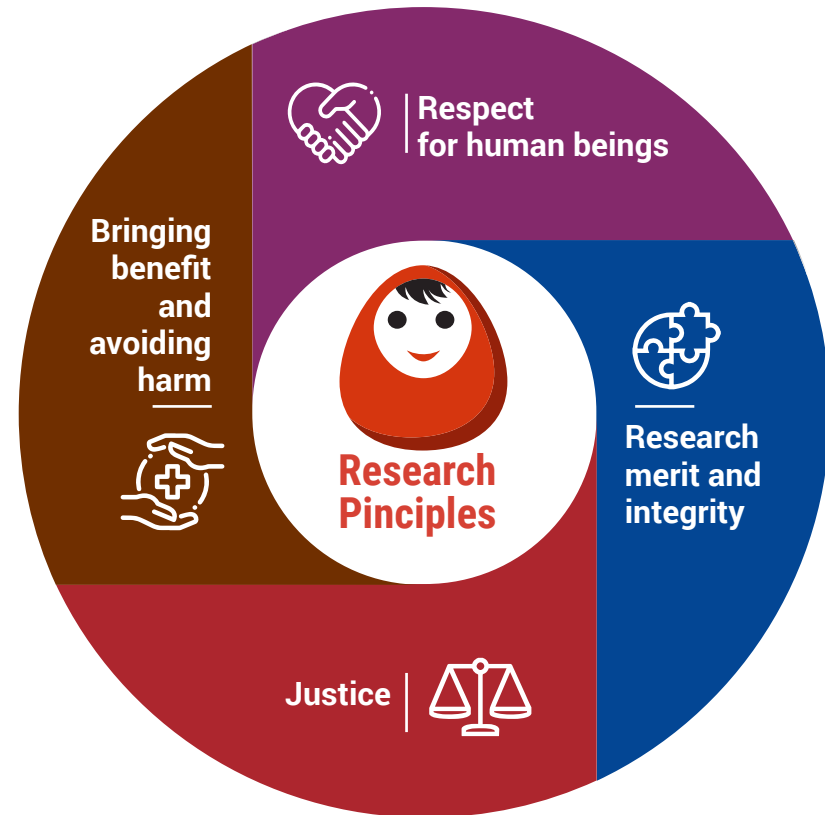 Respect
for human beings
Research
merit and
integrity
Justice
Bringing
benefit
and
avoiding
harm
Research
Pinciples